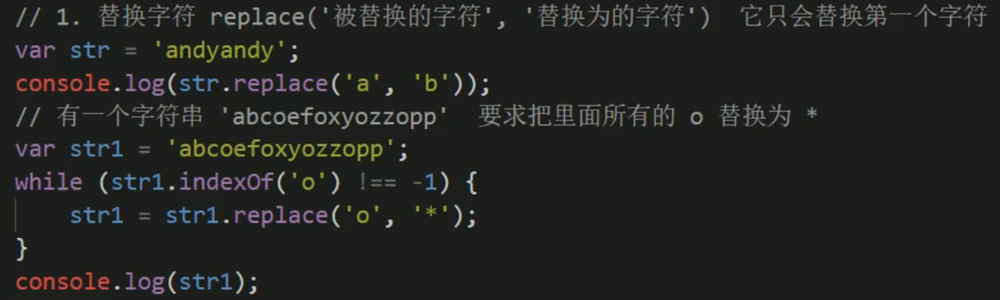 // 1. 替换字符 replace('被替换的字符', '替换为的字符')  它只会替换第一个字符
var str = 'andyandy';
console.log(str.replace('a', 'b'));
// 有一个字符串 'abcoefoxyozzopp'  要求把里面所有的 o 替换为 *
var str1 = 'abcoefoxyozzopp';
while (str1.indexOf('o') !== -1) {
    str1 = str1.replace('o', '*');
}
console.log(str1);